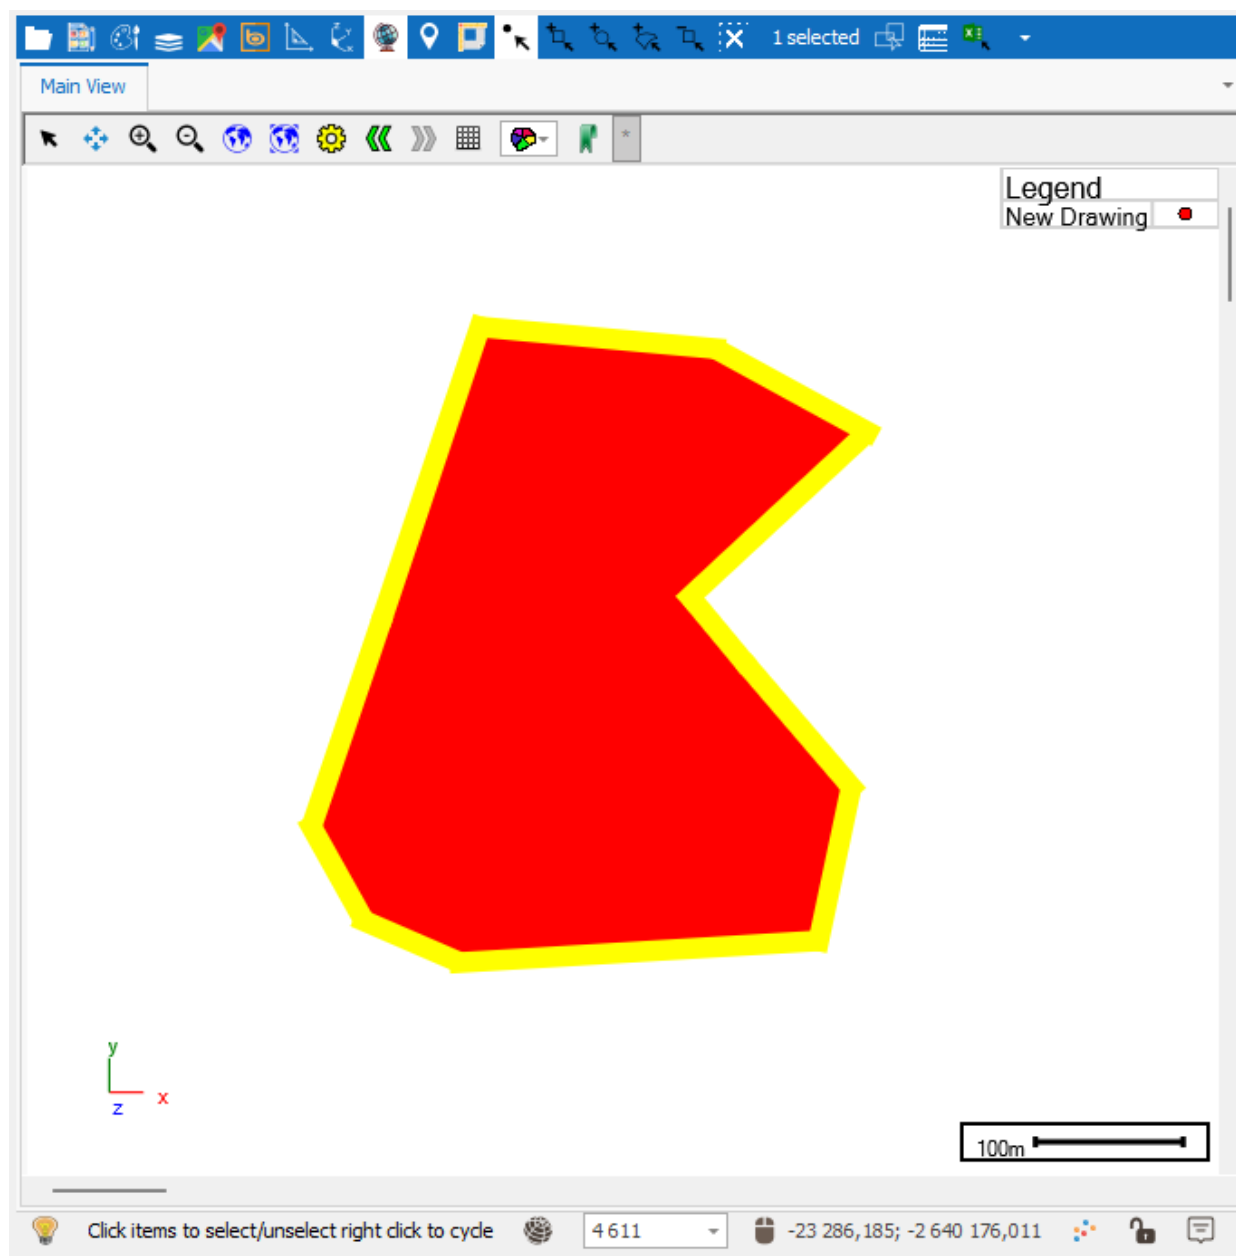 1 selected
Main View
Legend
New Drawing
y
x
z
100m
Click items to select/unselect right click to cycle
4 611
-23 286,185; -2 640 176,011